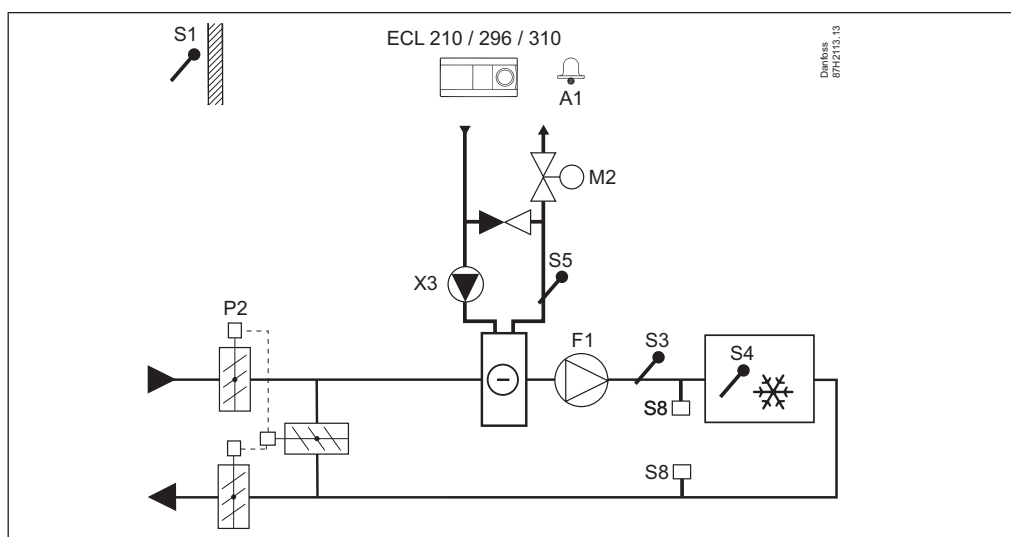 S1
ECL 210 / 296 / 310
A1
Danfoss
87H2113.13
M2
X3
S5
P2
F1
S3
S4
S8
S8